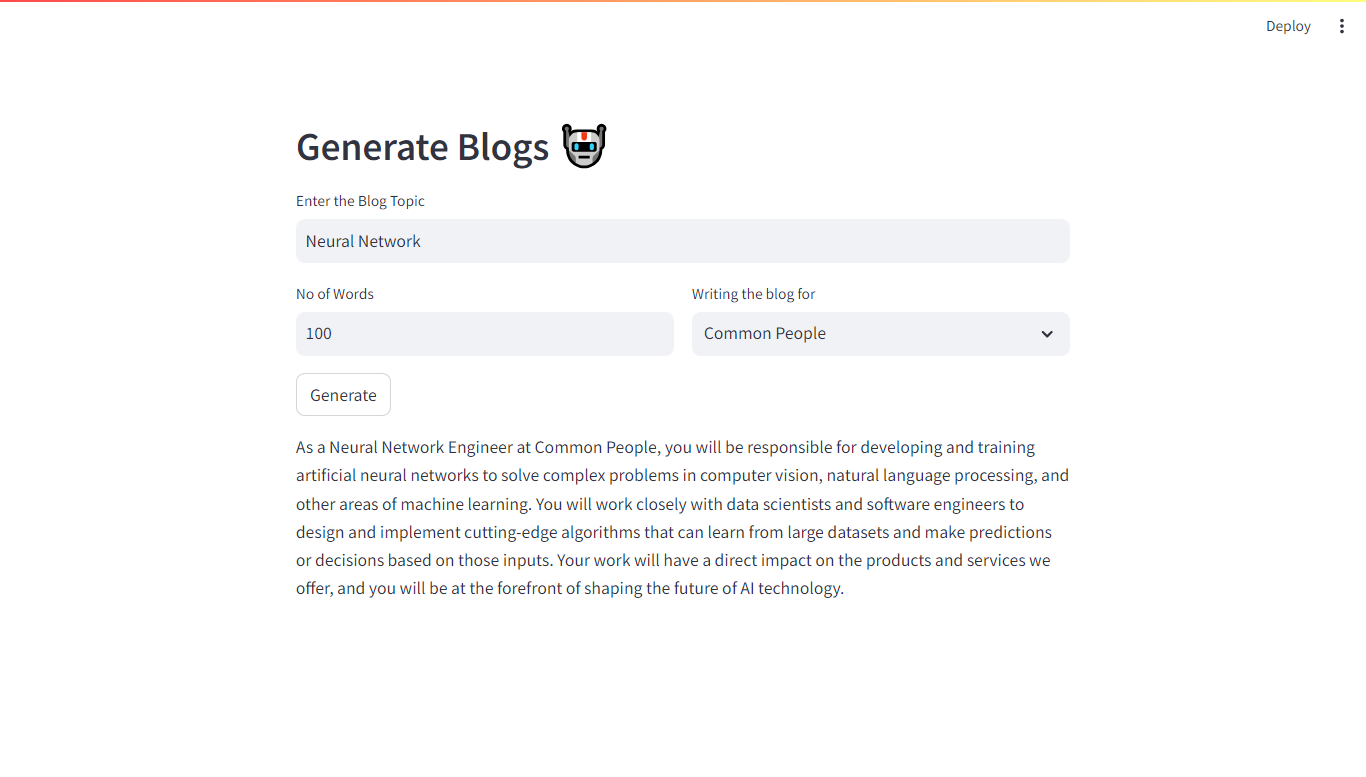 Deploy
Generate Blogs
Enter the Blog Topic
Neural Network
No of Words
Writing the blog for
100
Common People
Generate
As a Neural Network Engineer at Common People, you will be responsible for developing and training
artificial neural networks to solve complex problems in computer vision, natural language processing, and
other areas of machine learning. You will work closely with data scientists and software engineers to
design and implement cutting-edge algorithms that can learn from large datasets and make predictions
or decisions based on those inputs. Your work will have a direct impact on the products and services we
offer, and you will be at the forefront of shaping the future of AI technology.